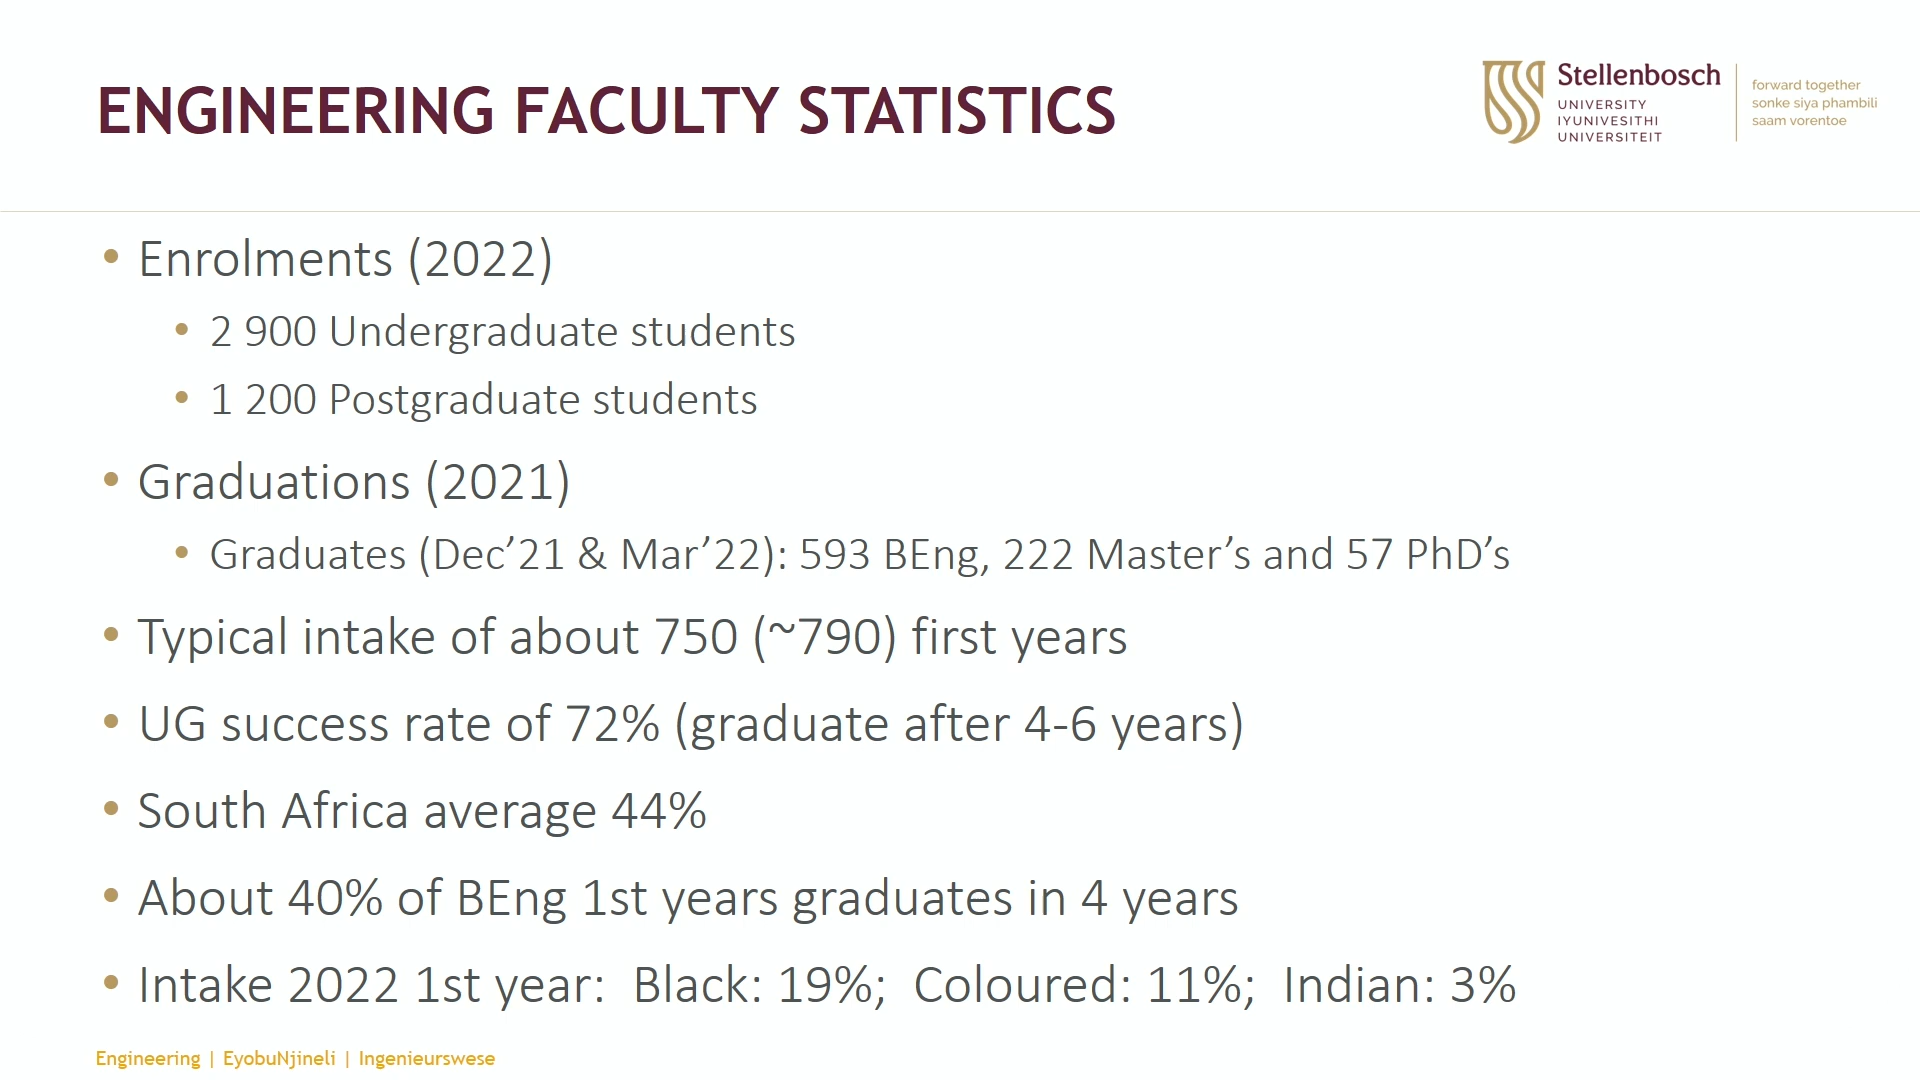 ENGINEERING FACULTY STATISTICS
Stellenbosch
UNIVERSITY
IYUNIVESITHI
UNIVERSITEIT
forward together
sonke siya phambili
saam vorentoe
• Enrolments (2022)
• 2 900 Undergraduate students
• 1 200 Postgraduate students
• Graduations (2021)
• Graduates (Dec’21 & Mar’22): 593 BEng, 222 Master’s and 57 PhD’s
• Typical intake of about 750 (~790) first years
• UG success rate of 72% (graduate after 4-6 years)
• South Africa average 44%
• About 40% of BEng 1st years graduates in 4 years
• Intake 2022 1st year:  Black: 19%;  Coloured: 11%;  Indian: 3%
Engineering | EyobuNjineli | Ingenieurswese